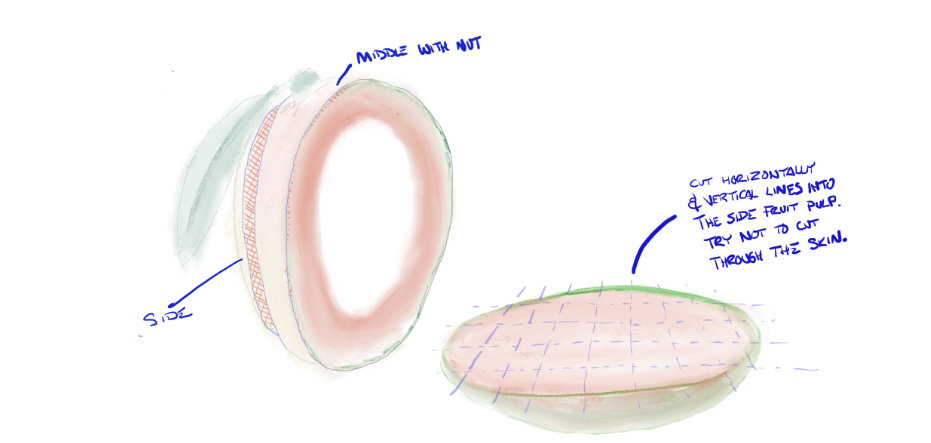 MIDDLE WITH NUT
CUT HORIZONTALLY
& VERTICAL LINES INTO
THE SIDE FRUIT PULP.
TRY NOT TO CUT
THROUGH THE SKIN.
SIDE